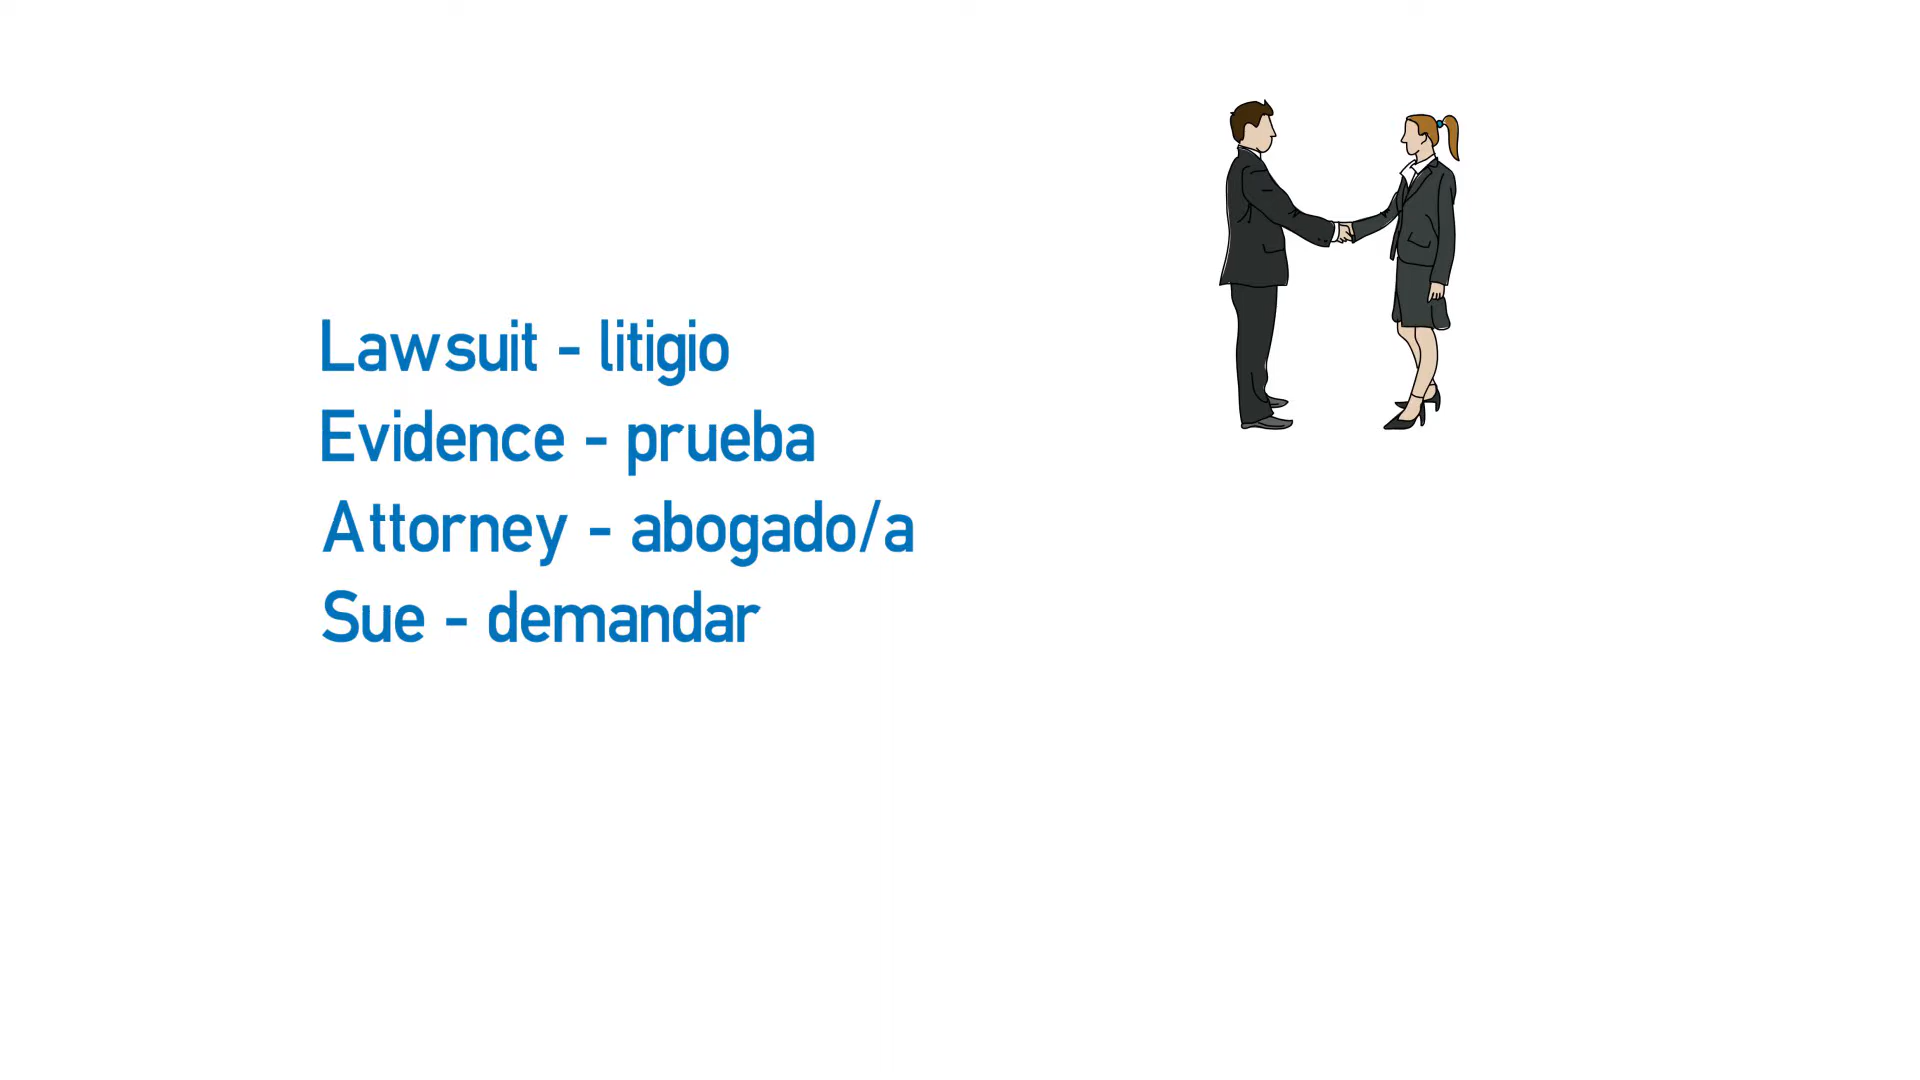 Lawsuit - litigio
Evidence - prueba
Attorney - abogado/a
Sue - demandar